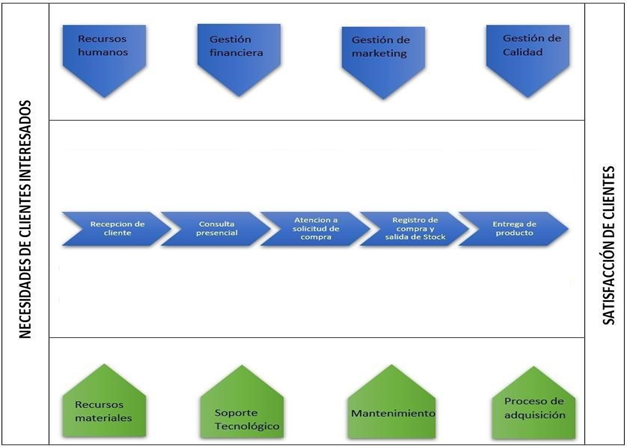 NECESIDADES DE CLIENTES INTERESADOS
Recursos
humanos
Gestión
financiera
Gestión de
marketing
Gestión de
Calidad
Recepcion de
cliente
Consulta
presencial
Atencion a
solicitud de
compra
Registro de
compra y
salida de Stock
Entrega de
producto
Recursos
materiales
Soporte
Tecnológico
Mantenimiento
Proceso de
adquisición
SATISFACCIÓN DE CLIENTES